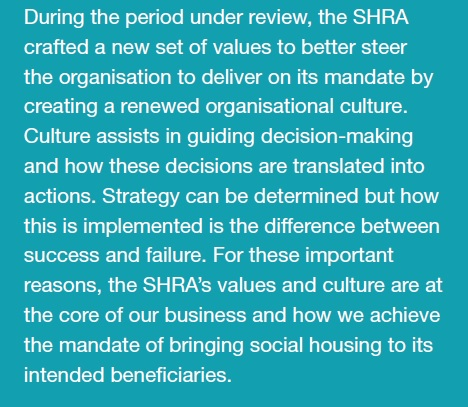 During the period under review, the SHRA
crafted a new set of values to better steer
the organisation to deliver on its mandate by
creating a renewed organisational culture.
Culture assists in guiding decision-making
and how these decisions are translated into
actions. Strategy can be determined but how
this is implemented is the difference between
success and failure. For these important
reasons, the SHRA’s values and culture are at
the core of our business and how we achieve
the mandate of bringing social housing to its
intended beneficiaries.